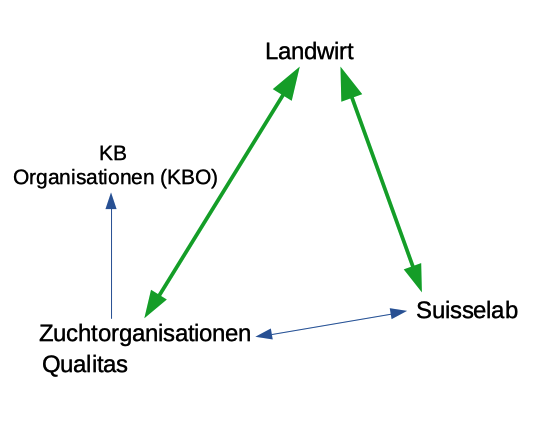 Landwirt
KB
Organisationen (KBO)
Zuchtorganisationen
Qualitas
Suisselab